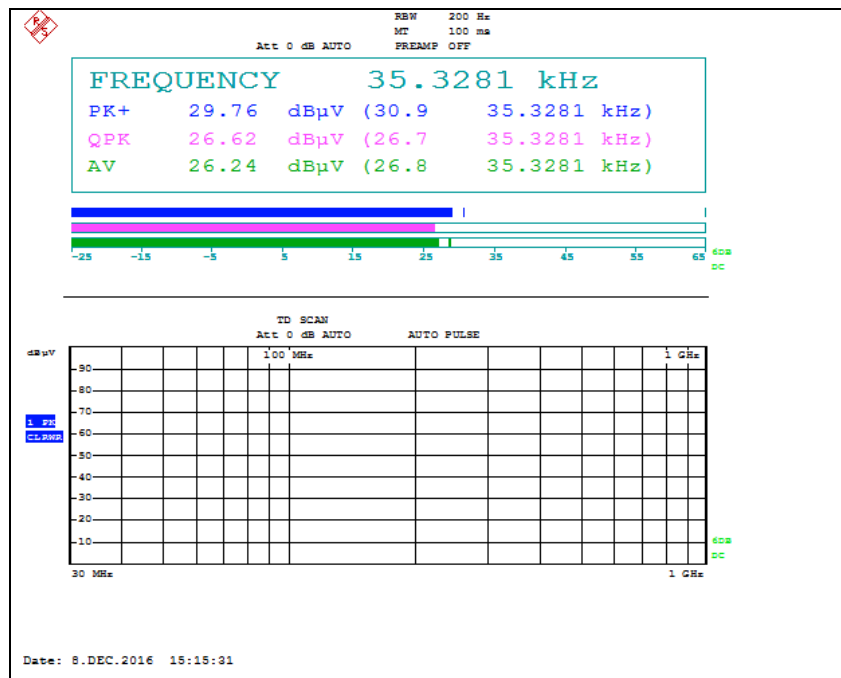 R S
RBW 200 Hz
MT 100 ms
Att 0 dB AUTO PREAMP OFF
FREQUENCY 35.3281 kHz
PK+ 29.76 dBµV (30.9 35.3281 kHz)
QPK 26.62 dBµV (26.7 35.3281 kHz)
AV 26.24 dBµV (26.8 35.3281 kHz)
-25 -15 -5 5 15 25 35 45 55 65
6DB
DC
TD SCAN
Att 0 dB AUTO AUTO PULSE
dBµV
100 MHz 1 GHz
90
80
70
1 PK
CLRWR
60
50
40
30
20
10
6DB
DC
30 MHz 1 GHz
Date: 8.DEC.2016 15:15:31